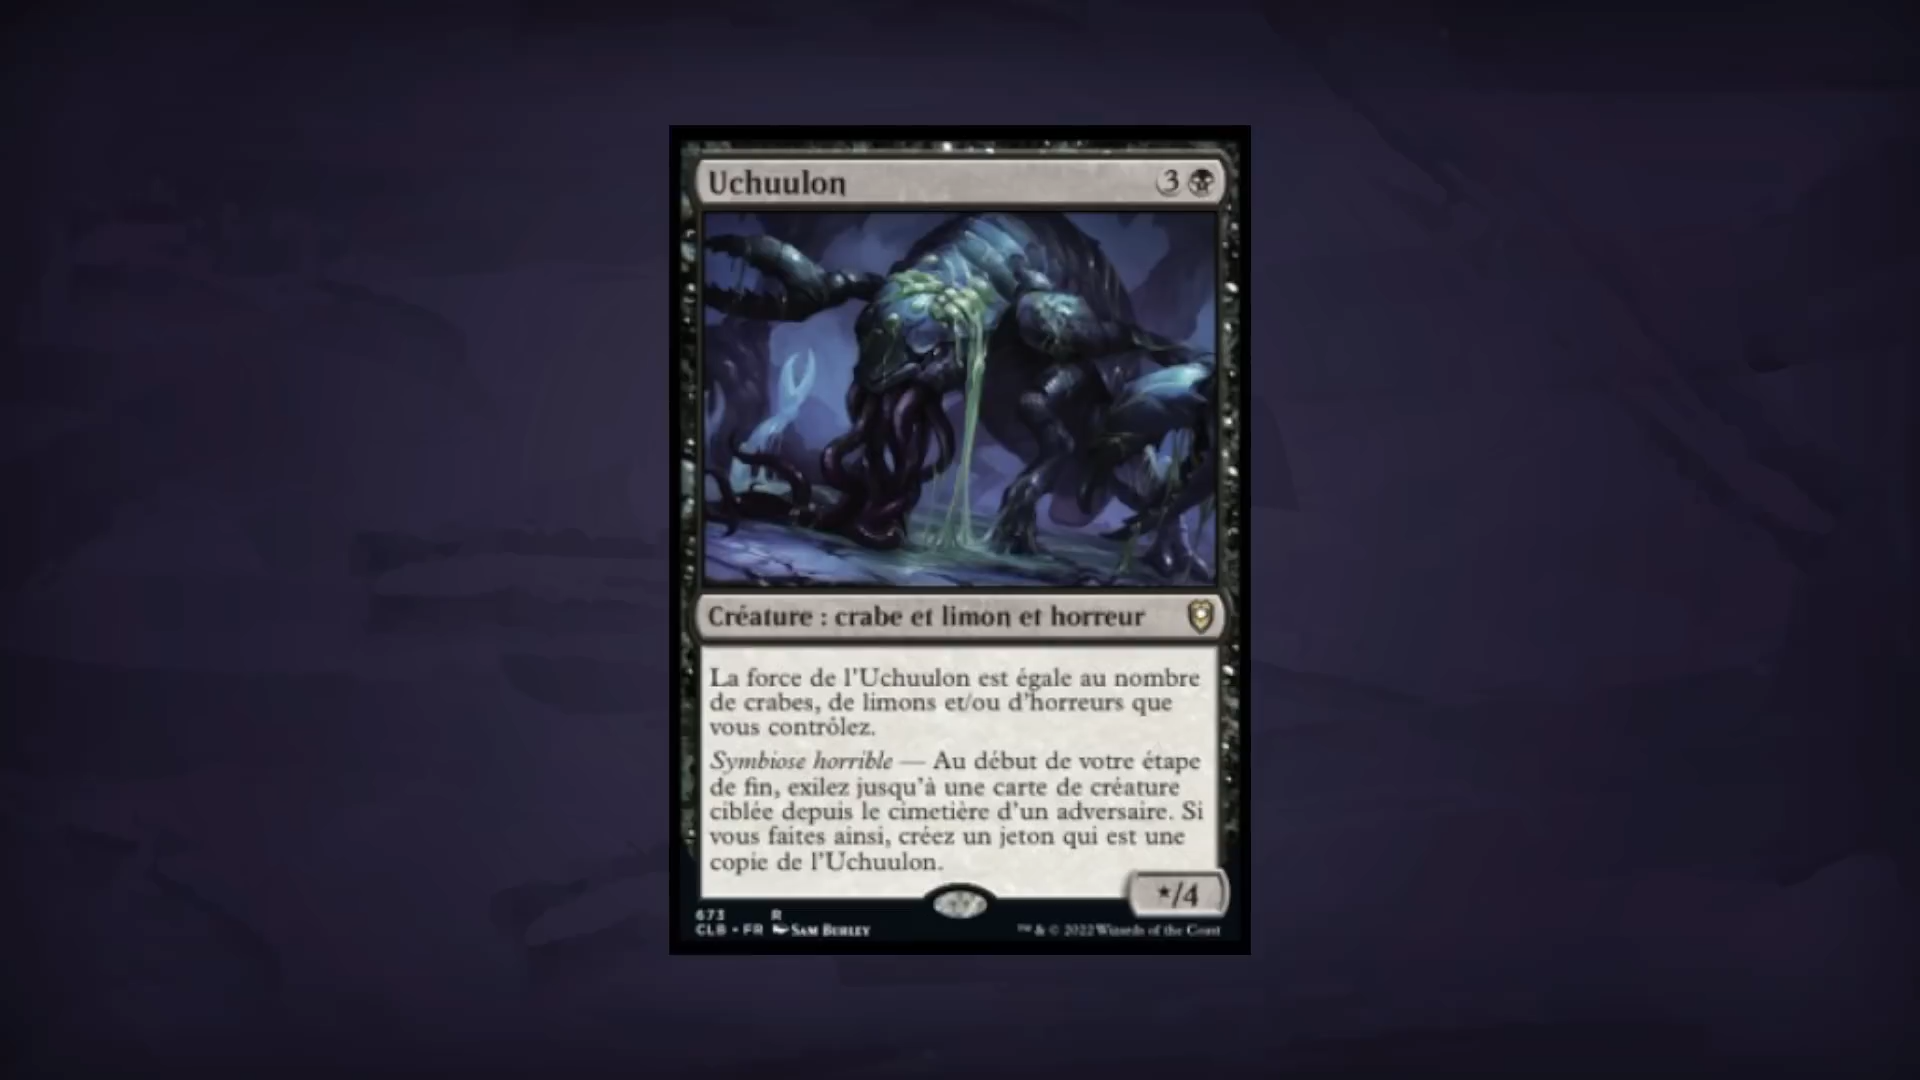 Uchuulon 3
Créature : crabe et limon et horreur
La force de l'Uchuulon est égale au nombre
de crabes, de limons et/ou d'horreurs que
vous contrôlez.
Symbiose horrible — Au début de votre étape
de fin, exilez jusqu'à une carte de créature
ciblée depuis le cimetière d'un adversaire. Si
vous faites ainsi, créez un jeton qui est une
copie de l'Uchuulon.
*/4
673 R
CLB • FR Sam Burley
™ & © 2022 Wizards of the Coast